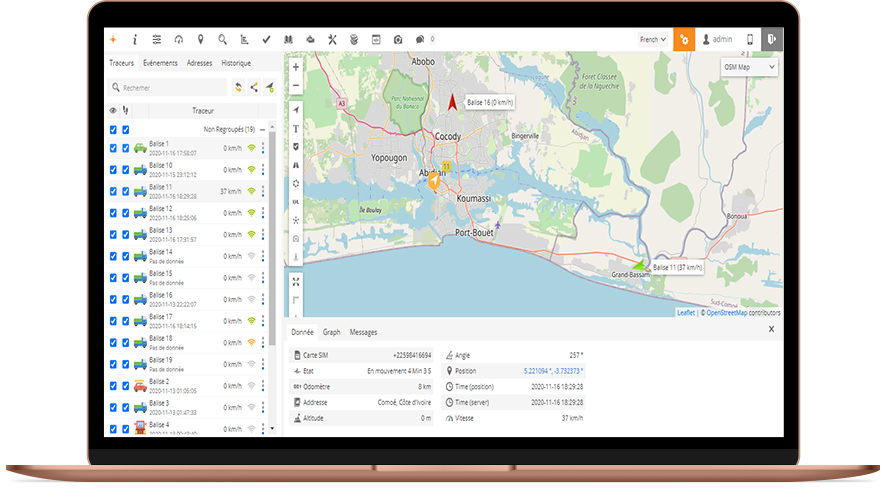 0 French admin
Traceurs Evénements Adresses Historique
Rechercher
Traceur
Non Regroupés (19)
Balise 1 0 km/h
2020-11-16 17:58:07
Balise 10 0 km/h
2020-11-15 23:12:12
Balise 11 37 km/h
2020-11-16 18:29:28
Balise 12 0 km/h
2020-11-16 18:25:06
Balise 13 0 km/h
2020-11-16 17:31:57
Balise 14 0 km/h
Pas de donnée
Balise 15 0 km/h
Pas de donnée
Balise 16 0 km/h
2020-11-13 22:22:07
Balise 17 0 km/h
2020-11-16 18:14:15
Balise 18 0 km/h
Pas de donnée
Balise 19 0 km/h
Pas de donnée
Balise 2 0 km/h
2020-11-13 01:05:05
Balise 3 0 km/h
2020-11-13 01:47:33
Balise 4 0 km/h
OSM Map
Abobo
Foret Classee
de la Nguechie
Parc National
du Banco
A3
Balise 16 (0 km/h)
Cocody
Bingerville
Abidjan
Yopougon
11
Abidjan
Île Boulay
Koumassi
Bonoua
Port-Bouët
Balise 11 (37 km/h)
Grand-Bassam
Sud-Comoé
Leaflet | © OpenStreetMap contributors
Donnée Graph Messages X
Carte SIM +22598416694
Etat En mouvement 4 Min 3 S
Odomètre 8 km
Addresse Comoé, Côte d'Ivoire
Altitude 0 m
Angle 257 °
Position 5.221094 °, -3.732373 °
Time (position) 2020-11-16 18:29:28
Time (server) 2020-11-16 18:29:28
Vitesse 37 km/h